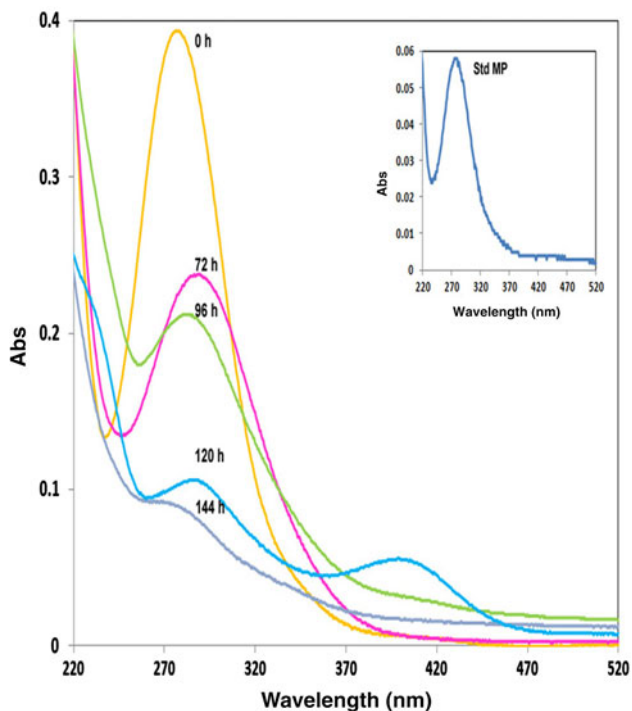 0.4
0.3
0.2
0.1
0
Abs
220 270 320 370 420 470 520
Wavelength (nm)
0 h
72 h
96 h
120 h
144 h
Std MP
0.06
0.05
0.04
0.03
0.02
0.01
0
Abs
220 270 320 370 420 470 520
Wavelength (nm)